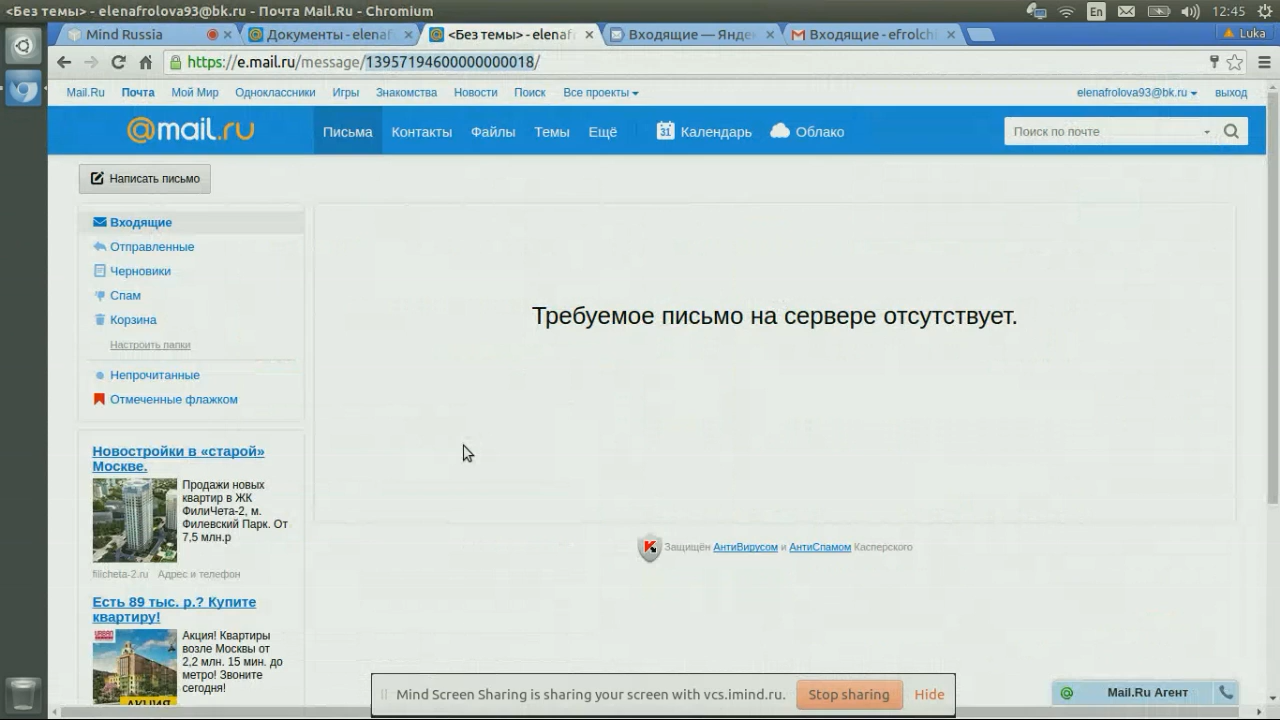 <Без темы> - elenafrolova93@bk.ru - Почта Mail.Ru - Chromium
En
12:45
Mind Russia
Документы - elenaf
<Без темы> - elenaf
Входящие — Янде
Входящие - efrolch
Luka
https://e.mail.ru/message/13957194600000000018/
Mail.Ru Почта Мой Мир Одноклассники Игры Знакомства Новости Поиск Все проекты
elenafrolova93@bk.ru выход
@mail.ru
Письма Контакты Файлы Темы Ещё
31 Календарь Облако
Поиск по почте
Написать письмо
Входящие
Отправленные
Черновики
Спам
Корзина
Настроить папки
Непрочитанные
Отмеченные флажком
Требуемое письмо на сервере отсутствует.
Защищён АнтиВирусом и АнтиСпамом Касперского
Новостройки в «старой»
Москве.
Продажи новых
квартир в ЖК
ФилиЧета-2, м.
Филевский Парк. От
7,5 млн.р
filicheta-2.ru Адрес и телефон
Есть 89 тыс. р.? Купите
квартиру!
Акция! Квартиры
возле Москвы от
2,2 млн. 15 мин. до
метро! Звоните
сегодня!
АКЦИЯ
Mind Screen Sharing is sharing your screen with vcs.imind.ru.
Stop sharing
Hide
Mail.Ru Агент